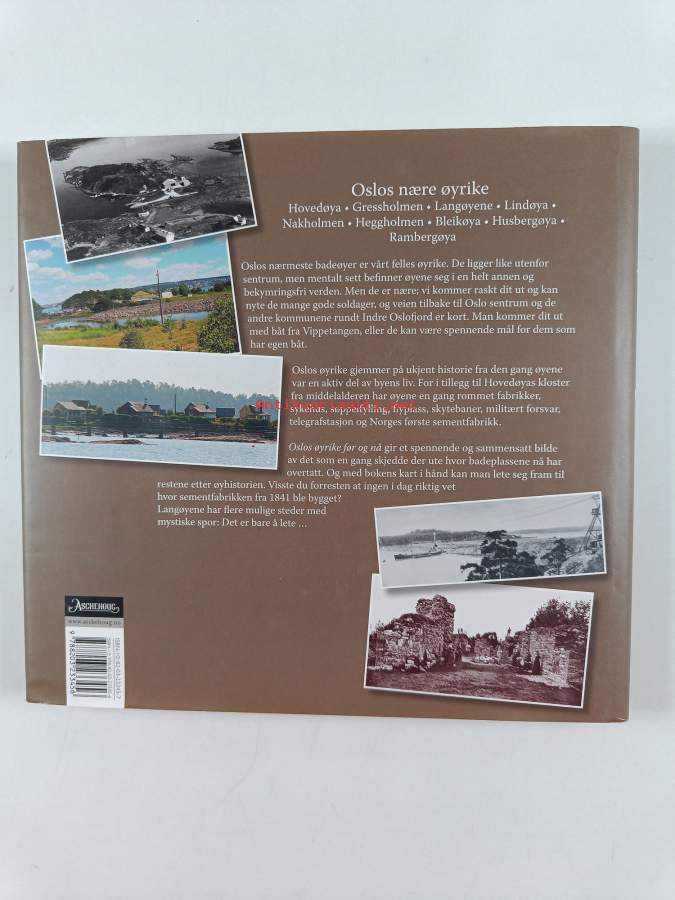 Oslos nære øyrike
Hovedøya • Gressholmen • Langøyene • Lindøya •
Nakholmen • Heggholmen • Bleikøya • Husbergøya •
Rambergøya
Oslos nærmeste badeøyer er vårt felles øyrike. De ligger like utenfor
sentrum, men mentalt sett befinner øyene seg i en helt annen og
bekymringsfri verden. Men de er nære; vi kommer raskt dit ut og kan
nyte de mange gode soldager, og veien tilbake til Oslo sentrum og de
andre kommunene rundt Indre Oslofjord er kort. Man kommer dit ut
med båt fra Vippetangen, eller de kan være spennende mål for dem som
har egen båt.
Oslos øyrike gjemmer på ukjent historie fra den gang øyene
var en aktiv del av byens liv. For i tillegg til Hovedøyas kloster
fra middelalderen har øyene en gang rommet fabrikker,
sykehus, søppelfylling, flyplass, skytebaner, militært forsvar,
telegrafstasjon og Norges første sementfabrikk.
Oslos øyrike før og nå gir et spennende og sammensatt bilde
av det som en gang skjedde der ute hvor badeplassene nå har
overtatt. Og med bokens kart i hånd kan man lete seg fram til
restene etter øyhistorien. Visste du forresten at ingen i dag riktig vet
hvor sementfabrikken fra 1841 ble bygget?
Langøyene har flere mulige steder med
mystiske spor: Det er bare å lete ...
ASCHEHOUG
www.aschehoug.no
9788203233456